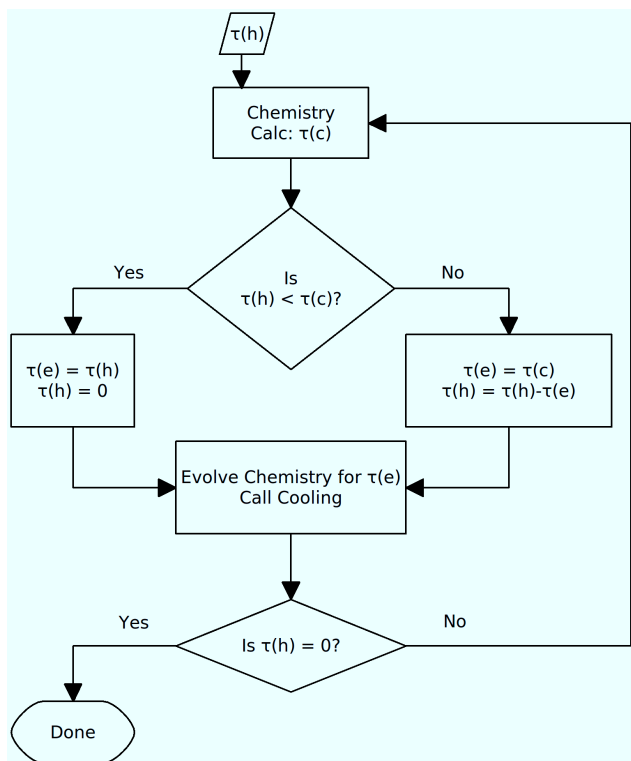 τ(h)
Chemistry
Calc: τ(c)
Is
τ(h) < τ(c)?
Yes
No
τ(e) = τ(h)
τ(h) = 0
τ(e) = τ(c)
τ(h) = τ(h)-τ(e)
Evolve Chemistry for τ(e)
Call Cooling
Is τ(h) = 0?
Yes
No
Done